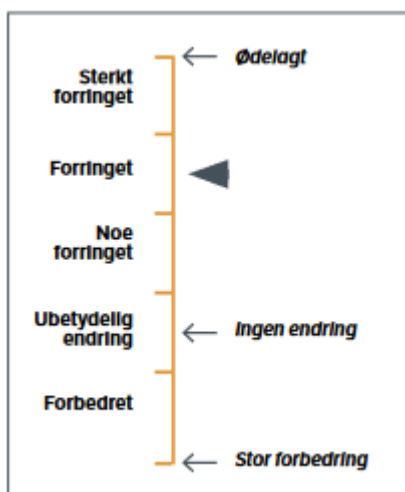 Ødelagt
Sterkt
forringet
Forringet
Noe
forringet
Ubetydelig
endring
Ingen endring
Forbedret
Stor forbedring